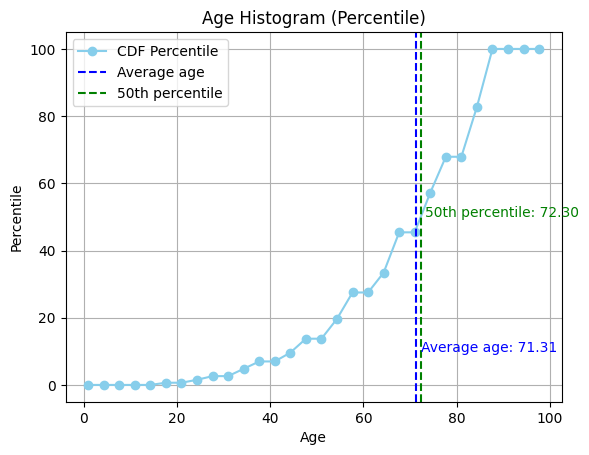 Age Histogram (Percentile)
CDF Percentile
Average age
50th percentile
100
80
60
40
20
0
Percentile
50th percentile: 72.30
Average age: 71.31
0 20 40 60 80 100
Age